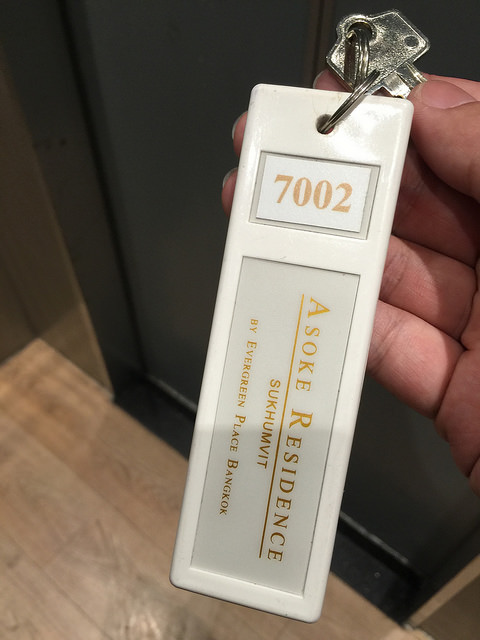 7002
ASOKE RESIDENCE
SUKHUMVIT
BY EVERGREEN PLACE BANGKOK